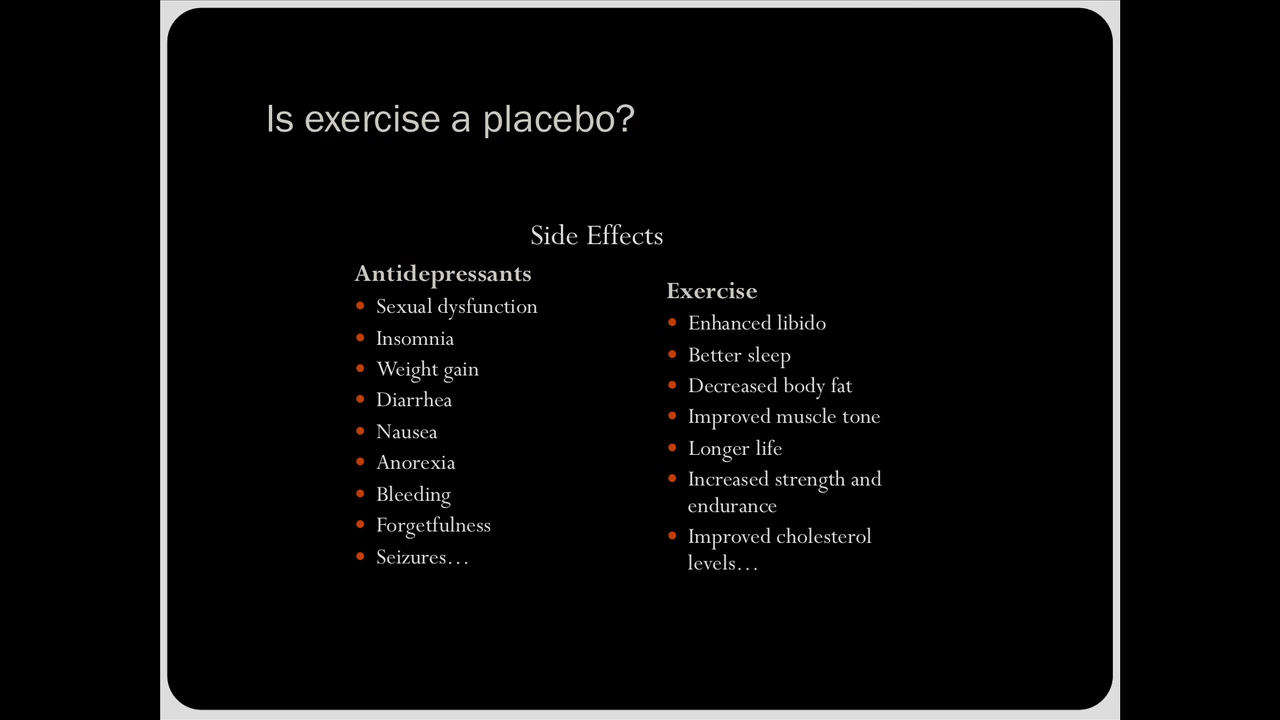 Is exercise a placebo?
Side Effects
Antidepressants
Sexual dysfunction
Insomnia
Weight gain
Diarrhea
Nausea
Anorexia
Bleeding
Forgetfulness
Seizures…
Exercise
Enhanced libido
Better sleep
Decreased body fat
Improved muscle tone
Longer life
Increased strength and
endurance
Improved cholesterol
levels…